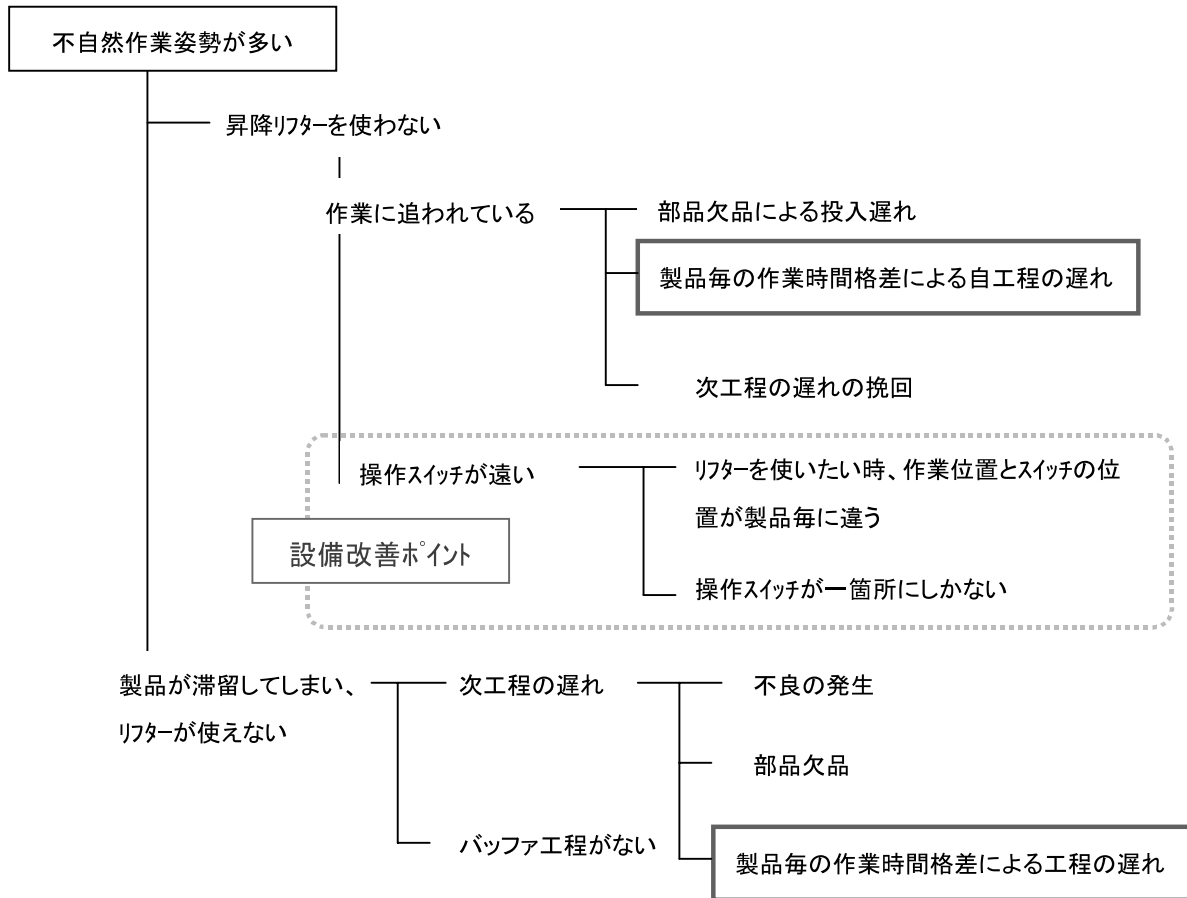 不自然作業姿勢が多い
昇降ﾘﾌﾀｰを使わない
作業に追われている
部品欠品による投入遅れ
製品毎の作業時間格差による自工程の遅れ
次工程の遅れの挽回
操作ｽｲｯﾁが遠い
ﾘﾌﾀｰを使いたい時、作業位置とｽｲｯﾁの位
置が製品毎に違う
設備改善ﾎﾟｲﾝﾄ
操作ｽｲｯﾁが一箇所にしかない
製品が滞留してしまい、
ﾘﾌﾀｰが使えない
次工程の遅れ
不良の発生
部品欠品
バッファ工程がない
製品毎の作業時間格差による工程の遅れ